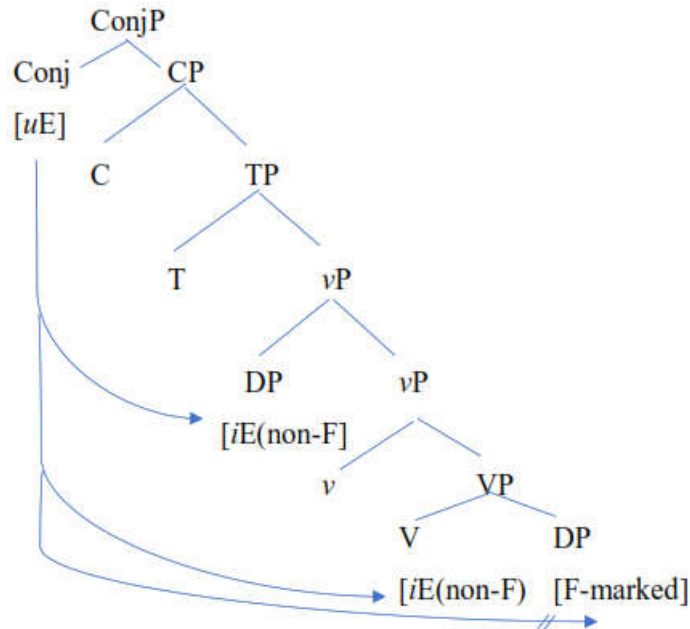 ConjP
Conj CP
[uE]
C TP
T vP
DP vP
[iE(non-F]
v VP
V DP
[iE(non-F) [F-marked]